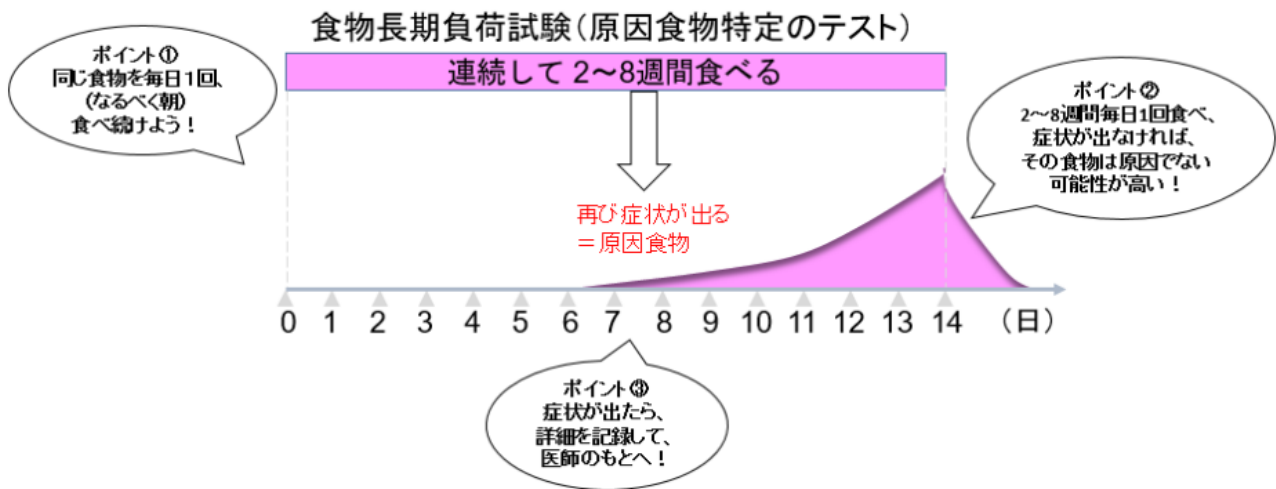 食物長期負荷試験(原因食物特定のテスト)
連続して 2〜8週間食べる
ポイント①
同じ食物を毎日1回、
(なるべく朝)
食べ続けよう!
ポイント②
2〜8週間毎日1回食べ、
症状が出なければ、
その食物は原因でない
可能性が高い!
再び症状が出る
=原因食物
0 1 2 3 4 5 6 7 8 9 10 11 12 13 14 (日)
ポイント③
症状が出たら、
詳細を記録して、
医師のもとへ!